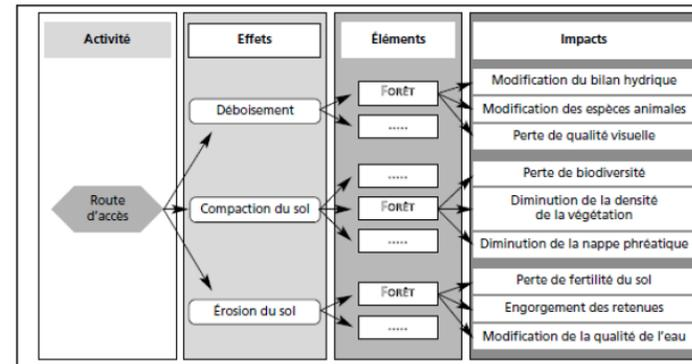 Activité
Effets
Éléments
Impacts
Route
d'accès
Déboisement
FORÊT
.....
Modification du bilan hydrique
Modification des espèces animales
Perte de qualité visuelle
Compaction du sol
.....
FORÊT
.....
Perte de biodiversité
Diminution de la densité
de la végétation
Diminution de la nappe phréatique
Érosion du sol
FORÊT
.....
Perte de fertilité du sol
Engorgement des retenues
Modification de la qualité de l'eau